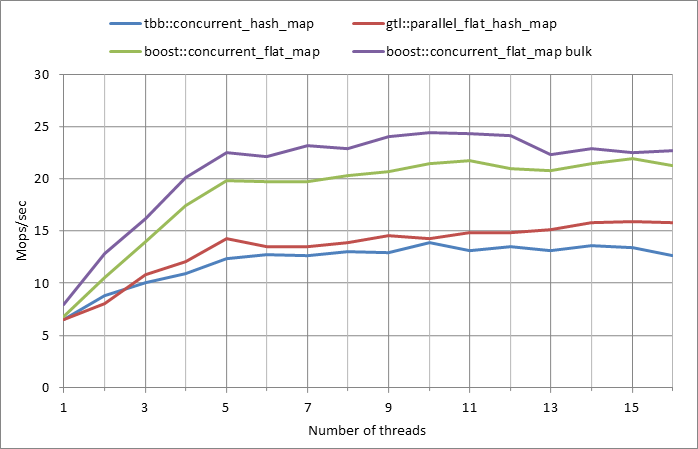 tbb::concurrent_hash_map gtl::parallel_flat_hash_map
boost::concurrent_flat_map boost::concurrent_flat_map bulk
30
25
20
15
10
5
0
Mops/sec
1 3 5 7 9 11 13 15
Number of threads